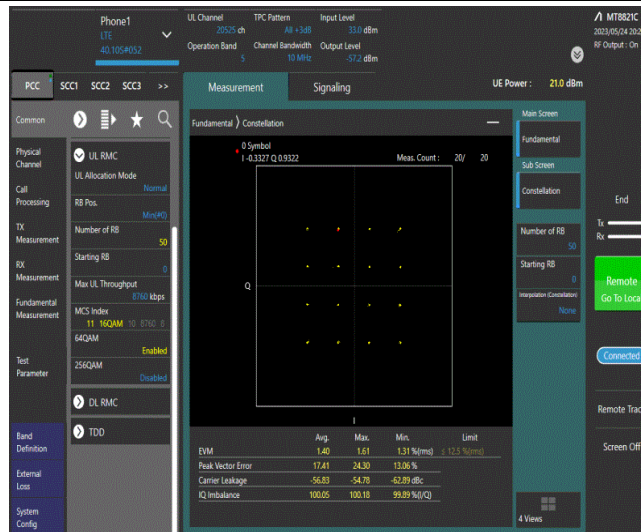 Phone1
LTE
40.105#052
UL Channel
20525 ch
Operation Band
5
TPC Pattern
All +3dB
Channel Bandwidth
10 MHz
Input Level
33.0 dBm
Output Level
-57.2 dBm
MT8821C
2023/05/24 20:2
RF Output : On
PCC SCC1 SCC2 SCC3 >>
Measurement
Signaling
UE Power : 21.0 dBm
Common
Physical
Channel
Call
Processing
TX
Measurement
RX
Measurement
Fundamental
Measurement
Test
Parameter
Band
Definition
External
Loss
System
Config
UL RMC
UL Allocation Mode
Normal
RB Pos.
Min(#0)
Number of RB
50
Starting RB
0
Max UL Throughput
8760 kbps
MCS Index
11 16QAM 10 8760 8
64QAM
Enabled
256QAM
Disabled
DL RMC
TDD
Fundamental ⟩ Constellation
0 Symbol
I -0.3327 Q 0.9322
Meas. Count : 20/ 20
Q
I
Avg. Max. Min. Limit
EVM 1.40 1.61 1.31 %(rms) ≤ 12.5 %(rms)
Peak Vector Error 17.41 24.30 13.06 %
Carrier Leakage -56.83 -54.78 -62.89 dBc
IQ Imbalance 100.05 100.18 99.89 %(I/Q)
Main Screen
Fundamental
Sub Screen
Constellation
Number of RB
50
Starting RB
0
Interpolation (Constellation)
None
4 Views
End
Tx
Rx
Remote
Go To Loca
Connected
Remote Trac
Screen Off